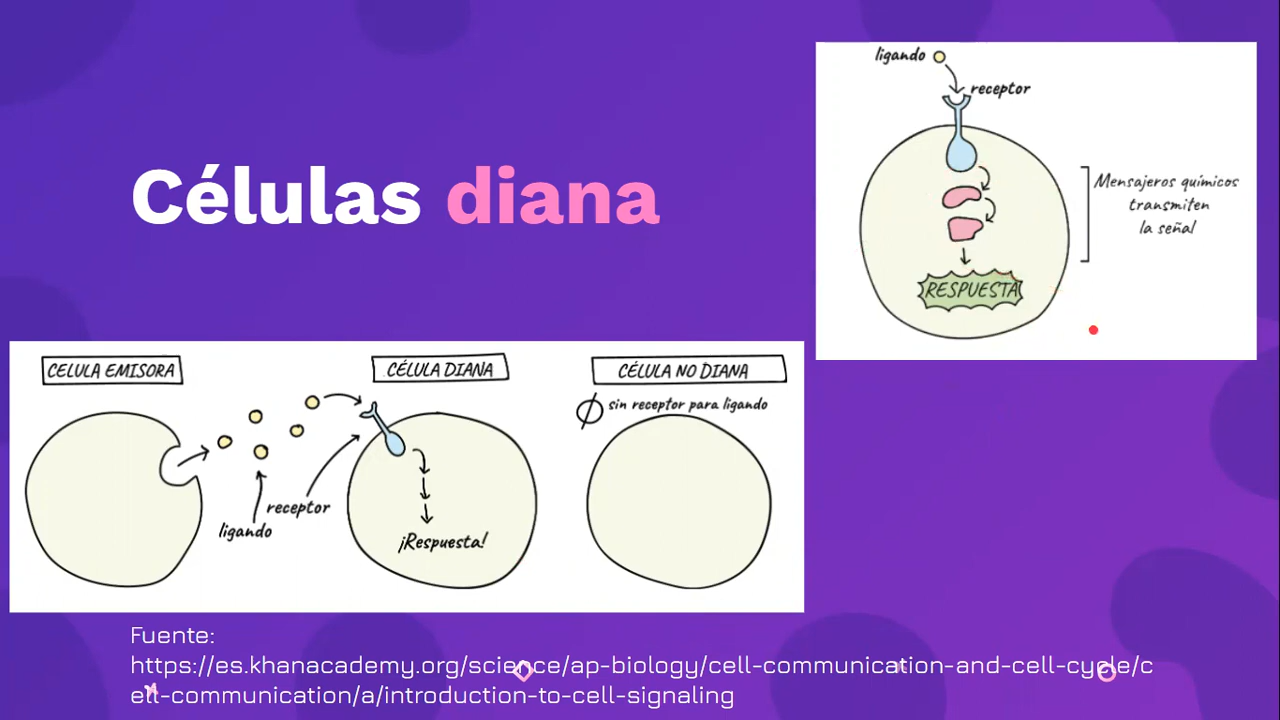 Células diana
ligando
receptor
Mensajeros químicos
transmiten
la señal
RESPUESTA
CELULA EMISORA
CÉLULA DIANA
CÉLULA NO DIANA
sin receptor para ligando
receptor
ligando
¡Respuesta!
Fuente:
https://es.khanacademy.org/science/ap-biology/cell-communication-and-cell-cycle/c
ell-communication/a/introduction-to-cell-signaling